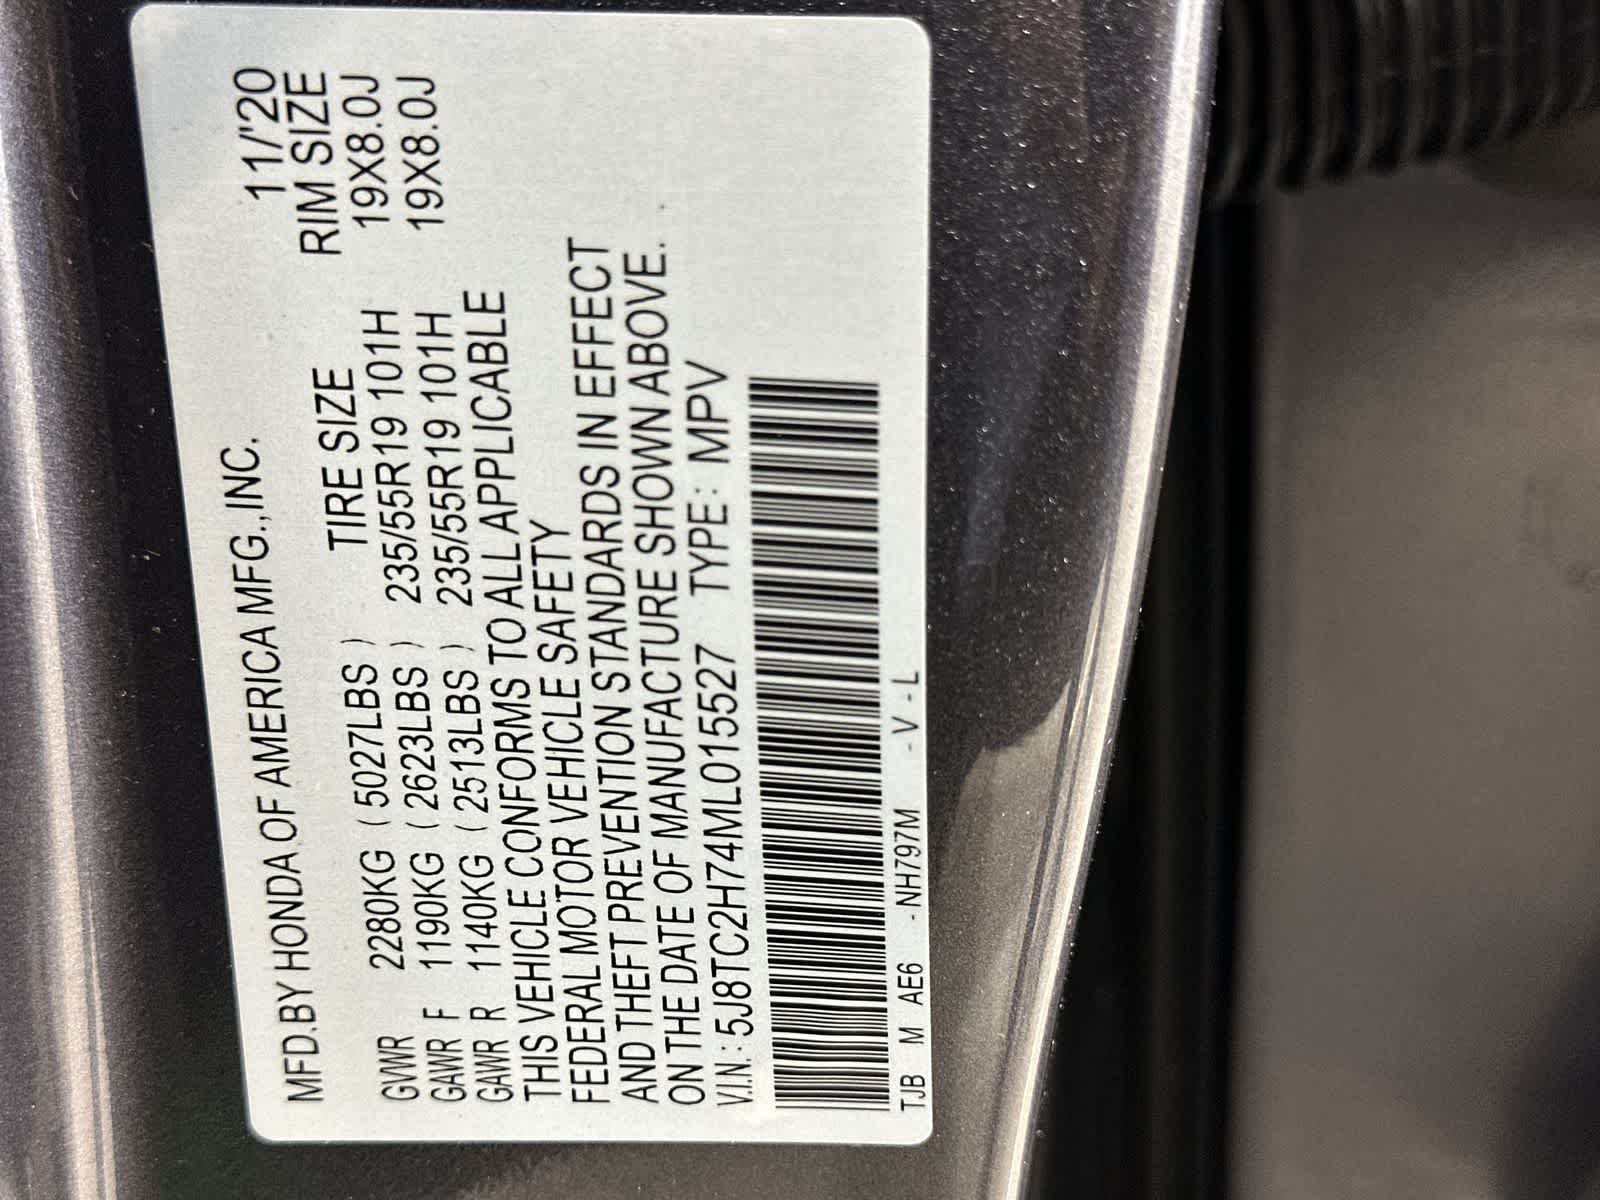 MFD.BY HONDA OF AMERICA MFG.,INC. 11/'20
TIRE SIZE RIM SIZE
GVWR 2280KG ( 5027LBS ) 235/55R19 101H 19X8.0J
GAWR F 1190KG ( 2623LBS ) 235/55R19 101H 19X8.0J
GAWR R 1140KG ( 2513LBS )
THIS VEHICLE CONFORMS TO ALL APPLICABLE
FEDERAL MOTOR VEHICLE SAFETY
AND THEFT PREVENTION STANDARDS IN EFFECT
ON THE DATE OF MANUFACTURE SHOWN ABOVE.
V.I.N.: 5J8TC2H74ML015527 TYPE: MPV
TJB M AE6 -NH797M -V-L